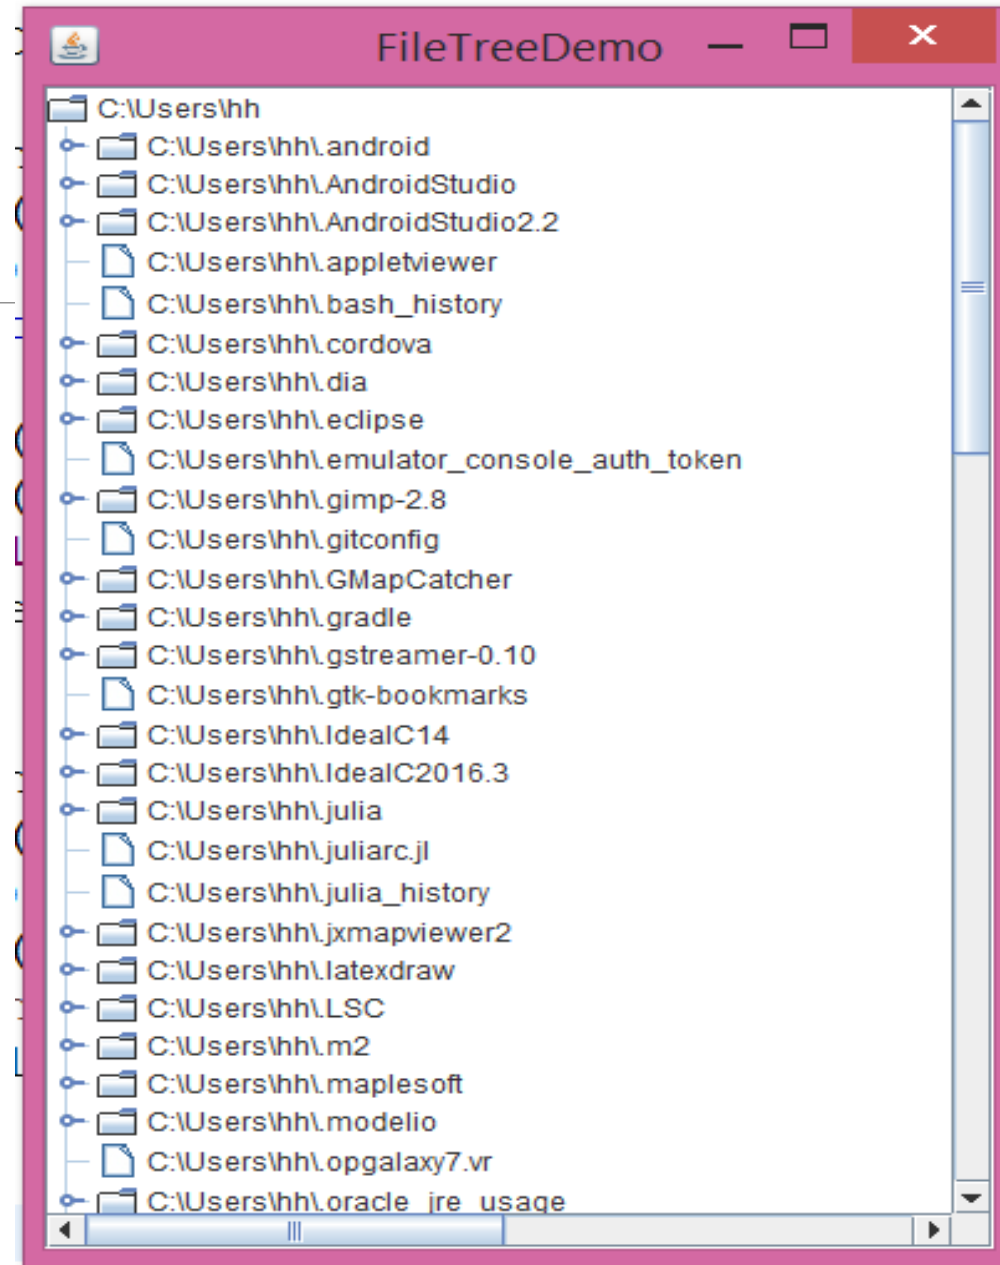 FileTreeDemo
C:\Users\hh
C:\Users\hh\.android
C:\Users\hh\.AndroidStudio
C:\Users\hh\.AndroidStudio2.2
C:\Users\hh\.appletviewer
C:\Users\hh\.bash_history
C:\Users\hh\.cordova
C:\Users\hh\.dia
C:\Users\hh\.eclipse
C:\Users\hh\.emulator_console_auth_token
C:\Users\hh\.gimp-2.8
C:\Users\hh\.gitconfig
C:\Users\hh\.GMapCatcher
C:\Users\hh\.gradle
C:\Users\hh\.gstreamer-0.10
C:\Users\hh\.gtk-bookmarks
C:\Users\hh\.IdealC14
C:\Users\hh\.IdealC2016.3
C:\Users\hh\.julia
C:\Users\hh\.juliarc.jl
C:\Users\hh\.julia_history
C:\Users\hh\.jxmapviewer2
C:\Users\hh\.latexdraw
C:\Users\hh\.LSC
C:\Users\hh\.m2
C:\Users\hh\.maplesoft
C:\Users\hh\.modelio
C:\Users\hh\.opgalaxy7.vr
C:\Users\hh\.oracle_jre_usage